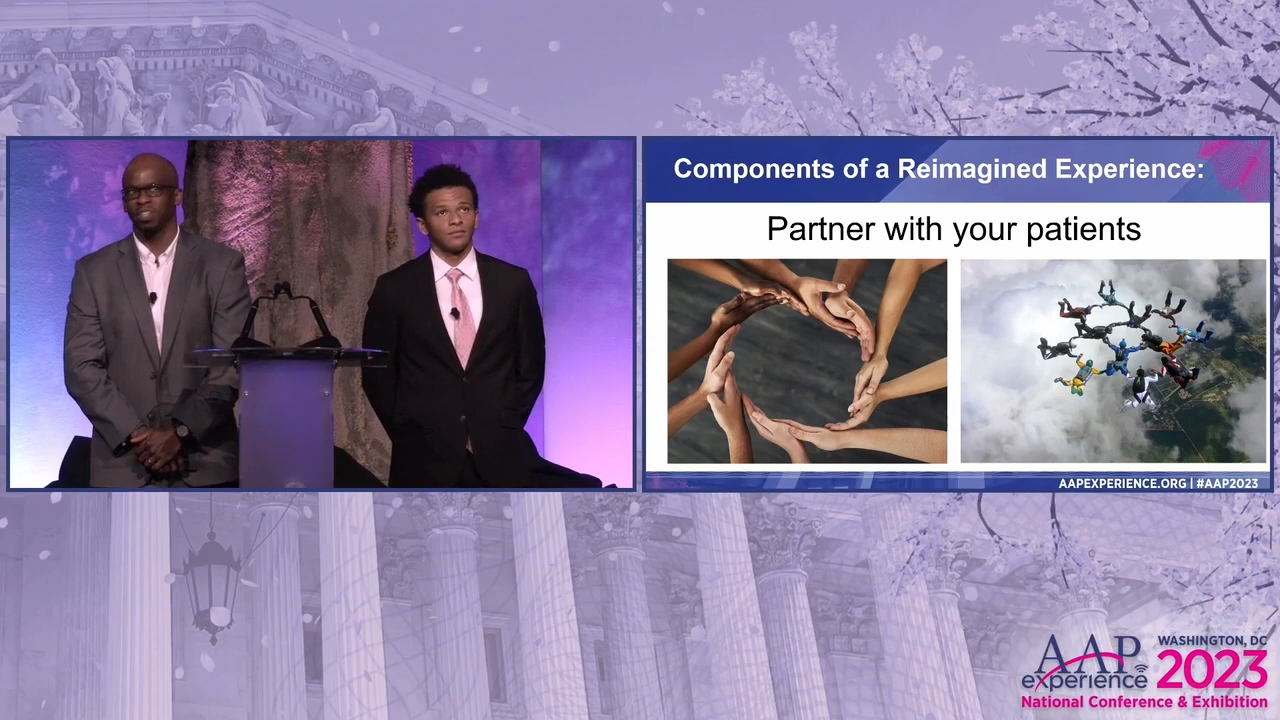 Components of a Reimagined Experience:
Partner with your patients
AAPEXPERIENCE.ORG | #AAP2023
AAP
experience
WASHINGTON, DC
2023
National Conference & Exhibition